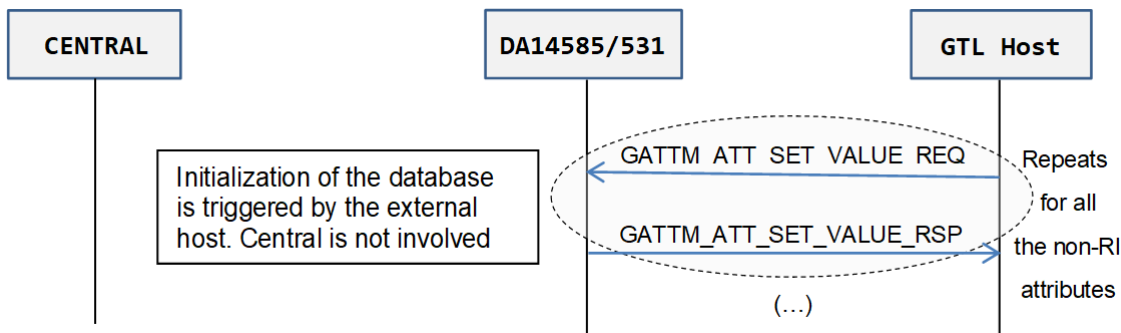 CENTRAL
DA14585/531
GTL Host
Initialization of the database
is triggered by the external
host. Central is not involved
GATTM_ATT_SET_VALUE_REQ
GATTM_ATT_SET_VALUE_RSP
(...)
Repeats
for all
the non-RI
attributes